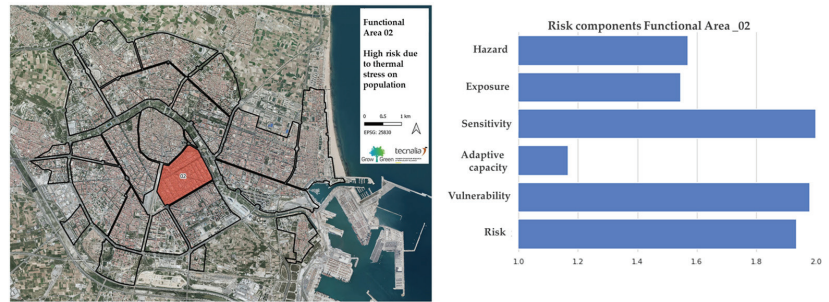 Functional
Area 02
High risk due
to thermal
stress on
population
0 0.5 1 km
EPSG: 25830
Grow Green
tecnalia
02
Risk components Functional Area _02
Hazard
Exposure
Sensitivity
Adaptive
capacity
Vulnerability
Risk
1.0 1.2 1.4 1.6 1.8 2.0